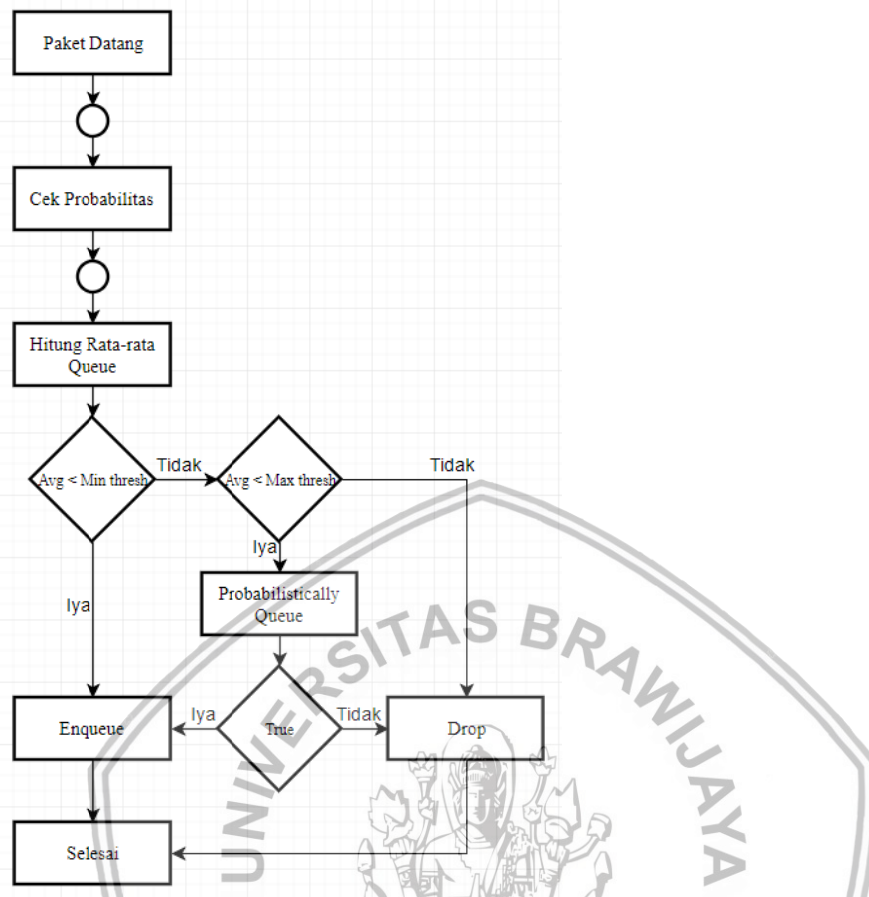 Paket Datang
Cek Probabilitas
Hitung Rata-rata
Queue
Avg < Min thresh
Tidak
Avg < Max thresh
Tidak
Iya
Iya
Probabilistically
Queue
Enqueue
Iya
True
Tidak
Drop
Selesai
UNIVERSITAS BRAWIJAYA